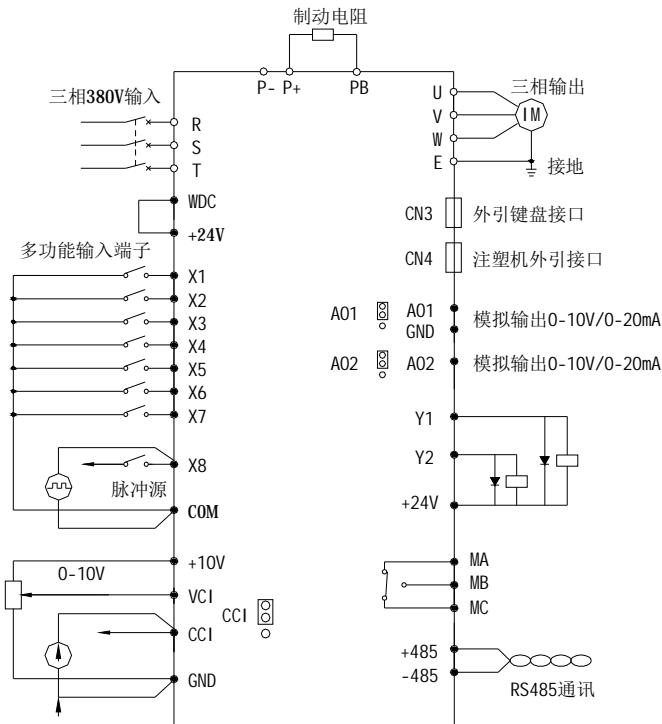 制动电阻
P- P+ PB
三相380V输入
R
S
T
WDC
+24V
多功能输入端子
X1
X2
X3
X4
X5
X6
X7
X8
脉冲源
COM
+10V
0-10V
VCI
CCI
CCI
GND
三相输出
U
V
W
E
IM
接地
CN3 外引键盘接口
CN4 注塑机外引接口
AO1 AO1 模拟输出0-10V/0-20mA
GND
AO2 AO2 模拟输出0-10V/0-20mA
Y1
Y2
+24V
MA
MB
MC
+485
-485
RS485通讯